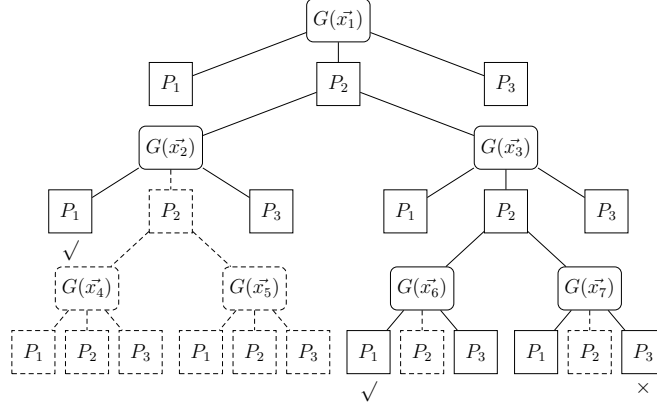 G(x⃗₁)
P₁ P₂ P₃
G(x⃗₂) G(x⃗₃)
P₁ P₂ P₃ P₁ P₂ P₃
√
G(x⃗₄) G(x⃗₅) G(x⃗₆) G(x⃗₇)
P₁ P₂ P₃ P₁ P₂ P₃ P₁ P₂ P₃ P₁ P₂ P₃
√ ×